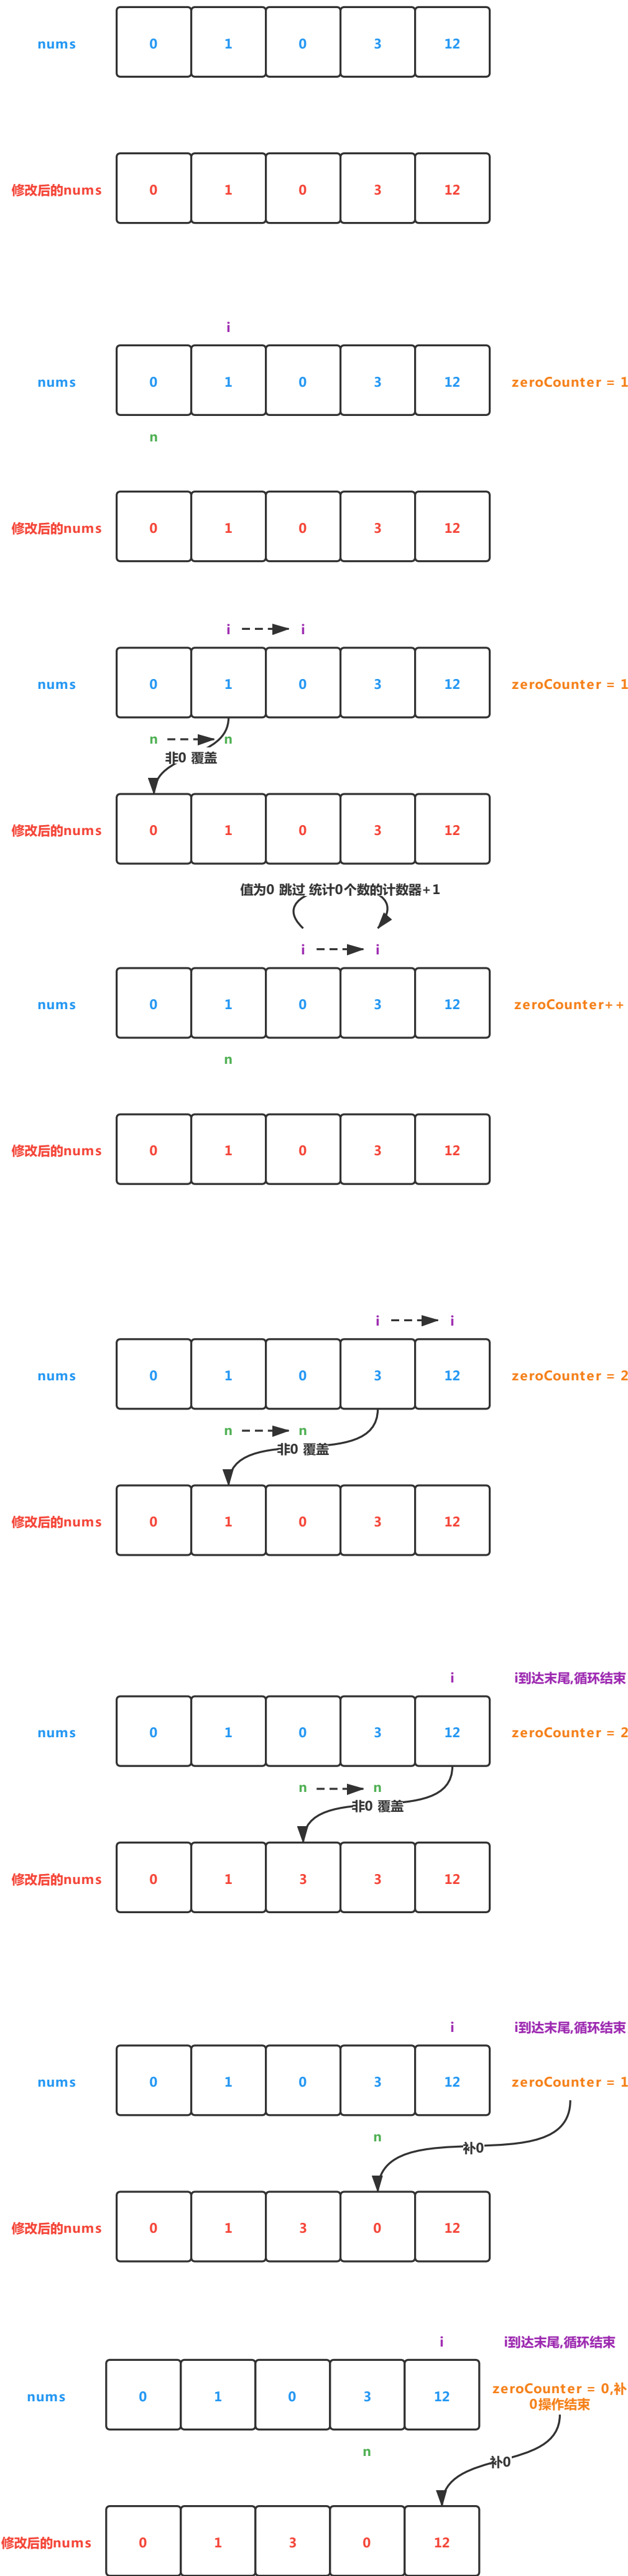 nums 0 1 0 3 12
修改后的nums 0 1 0 3 12
i
nums 0 1 0 3 12 zeroCounter = 1
n
修改后的nums 0 1 0 3 12
i i
nums 0 1 0 3 12 zeroCounter = 1
n n
非0 覆盖
修改后的nums 0 1 0 3 12
值为0 跳过 统计0个数的计数器+1
i i
nums 0 1 0 3 12 zeroCounter++
n
修改后的nums 0 1 0 3 12
i i
nums 0 1 0 3 12 zeroCounter = 2
n n
非0 覆盖
修改后的nums 0 1 0 3 12
i i到达末尾,循环结束
nums 0 1 0 3 12 zeroCounter = 2
n n
非0 覆盖
修改后的nums 0 1 3 3 12
i i到达末尾,循环结束
nums 0 1 0 3 12 zeroCounter = 1
n
补0
修改后的nums 0 1 3 0 12
i i到达末尾,循环结束
nums 0 1 0 3 12 zeroCounter = 0,补
0操作结束
n
补0
修改后的nums 0 1 3 0 12